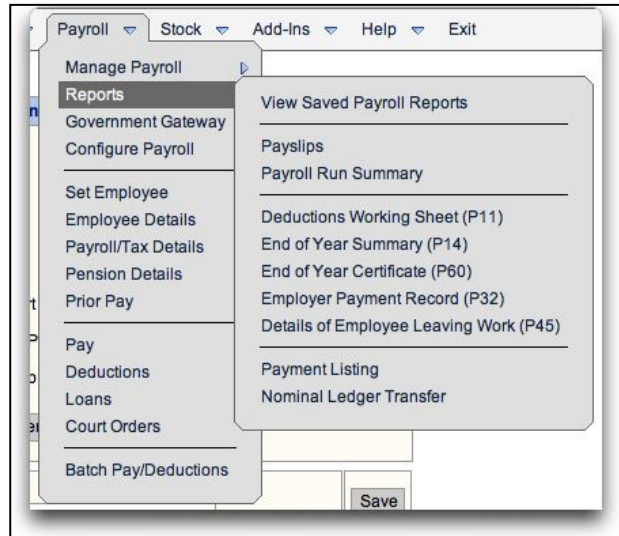 Payroll Stock Add-Ins Help Exit
Manage Payroll
Reports
Government Gateway
Configure Payroll
Set Employee
Employee Details
Payroll/Tax Details
Pension Details
Prior Pay
Pay
Deductions
Loans
Court Orders
Batch Pay/Deductions
View Saved Payroll Reports
Payslips
Payroll Run Summary
Deductions Working Sheet (P11)
End of Year Summary (P14)
End of Year Certificate (P60)
Employer Payment Record (P32)
Details of Employee Leaving Work (P45)
Payment Listing
Nominal Ledger Transfer
Save